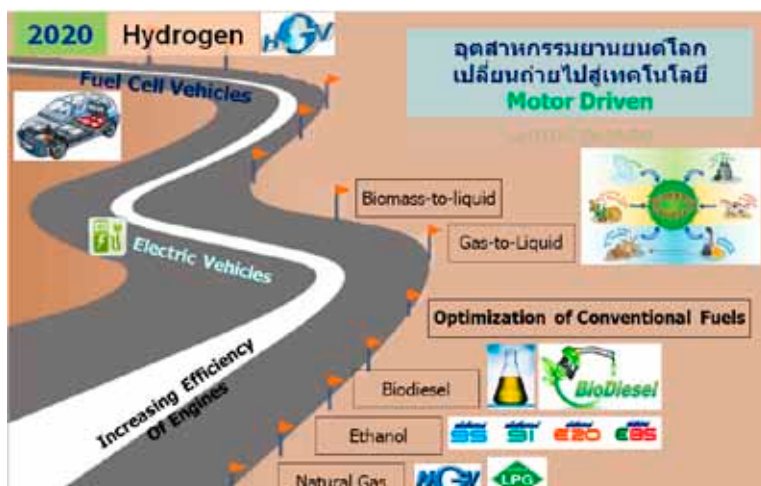 2020 Hydrogen HGV
อุตสาหกรรมยานยนต์โลก
เปลี่ยนถ่ายไปสู่เทคโนโลยี
Motor Driven
Fuel Cell Vehicles
Biomass-to-liquid
Gas-to-Liquid
Electric Vehicles
Optimization of Conventional Fuels
Increasing Efficiency
Of Engines
Biodiesel
BioDiesel
Ethanol 95 91 E20 E85
Natural Gas NGV LPG